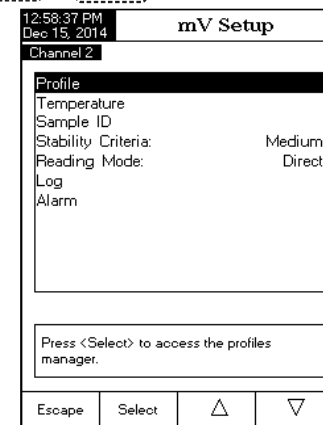 12:58:37 PM
Dec 15, 2014
mV Setup
Channel 2
Profile
Temperature
Sample ID
Stability Criteria: Medium
Reading Mode: Direct
Log
Alarm
Press <Select> to access the profiles
manager.
Escape Select △ ▽